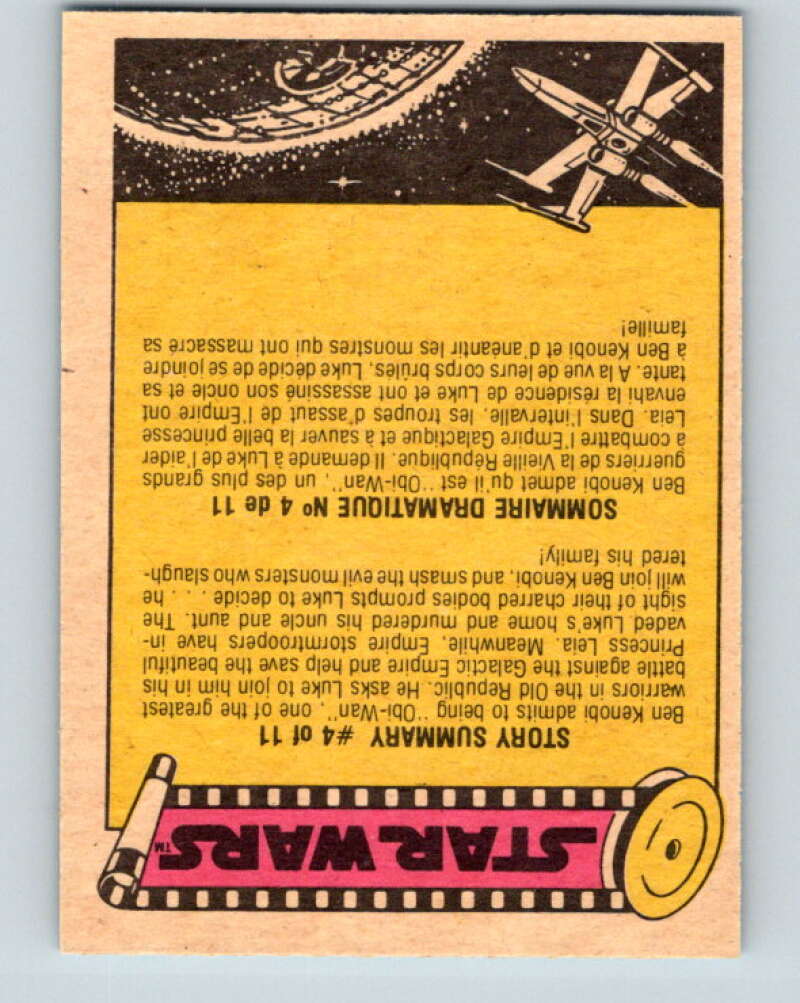 STAR WARS™
STORY SUMMARY #4 of 11
Ben Kenobi admits to being "Obi-Wan", one of the greatest
warriors in the Old Republic. He asks Luke to join him in his
battle against the Galactic Empire and help save the beautiful
Princess Leia. Meanwhile, Empire stormtroopers have in-
vaded Luke's home and murdered his uncle and aunt. The
sight of their charred bodies prompts Luke to decide . . . he
will join Ben Kenobi, and smash the evil monsters who slaugh-
tered his family!
SOMMAIRE DRAMATIQUE Nº 4 de 11
Ben Kenobi admet qu'il est "Obi-Wan", un des plus grands
guerriers de la Vieille République. Il demande à Luke de l'aider
a combattre l'Empire Galactique et à sauver la belle princesse
Leia. Dans l'intervalle, les troupes d'assaut de l'Empire ont
envahi la résidence de Luke et ont assassiné son oncle et sa
tante. A la vue de leurs corps brûlés, Luke décide de se joindre
à Ben Kenobi et d'anéantir les monstres qui ont massacré sa
famille!